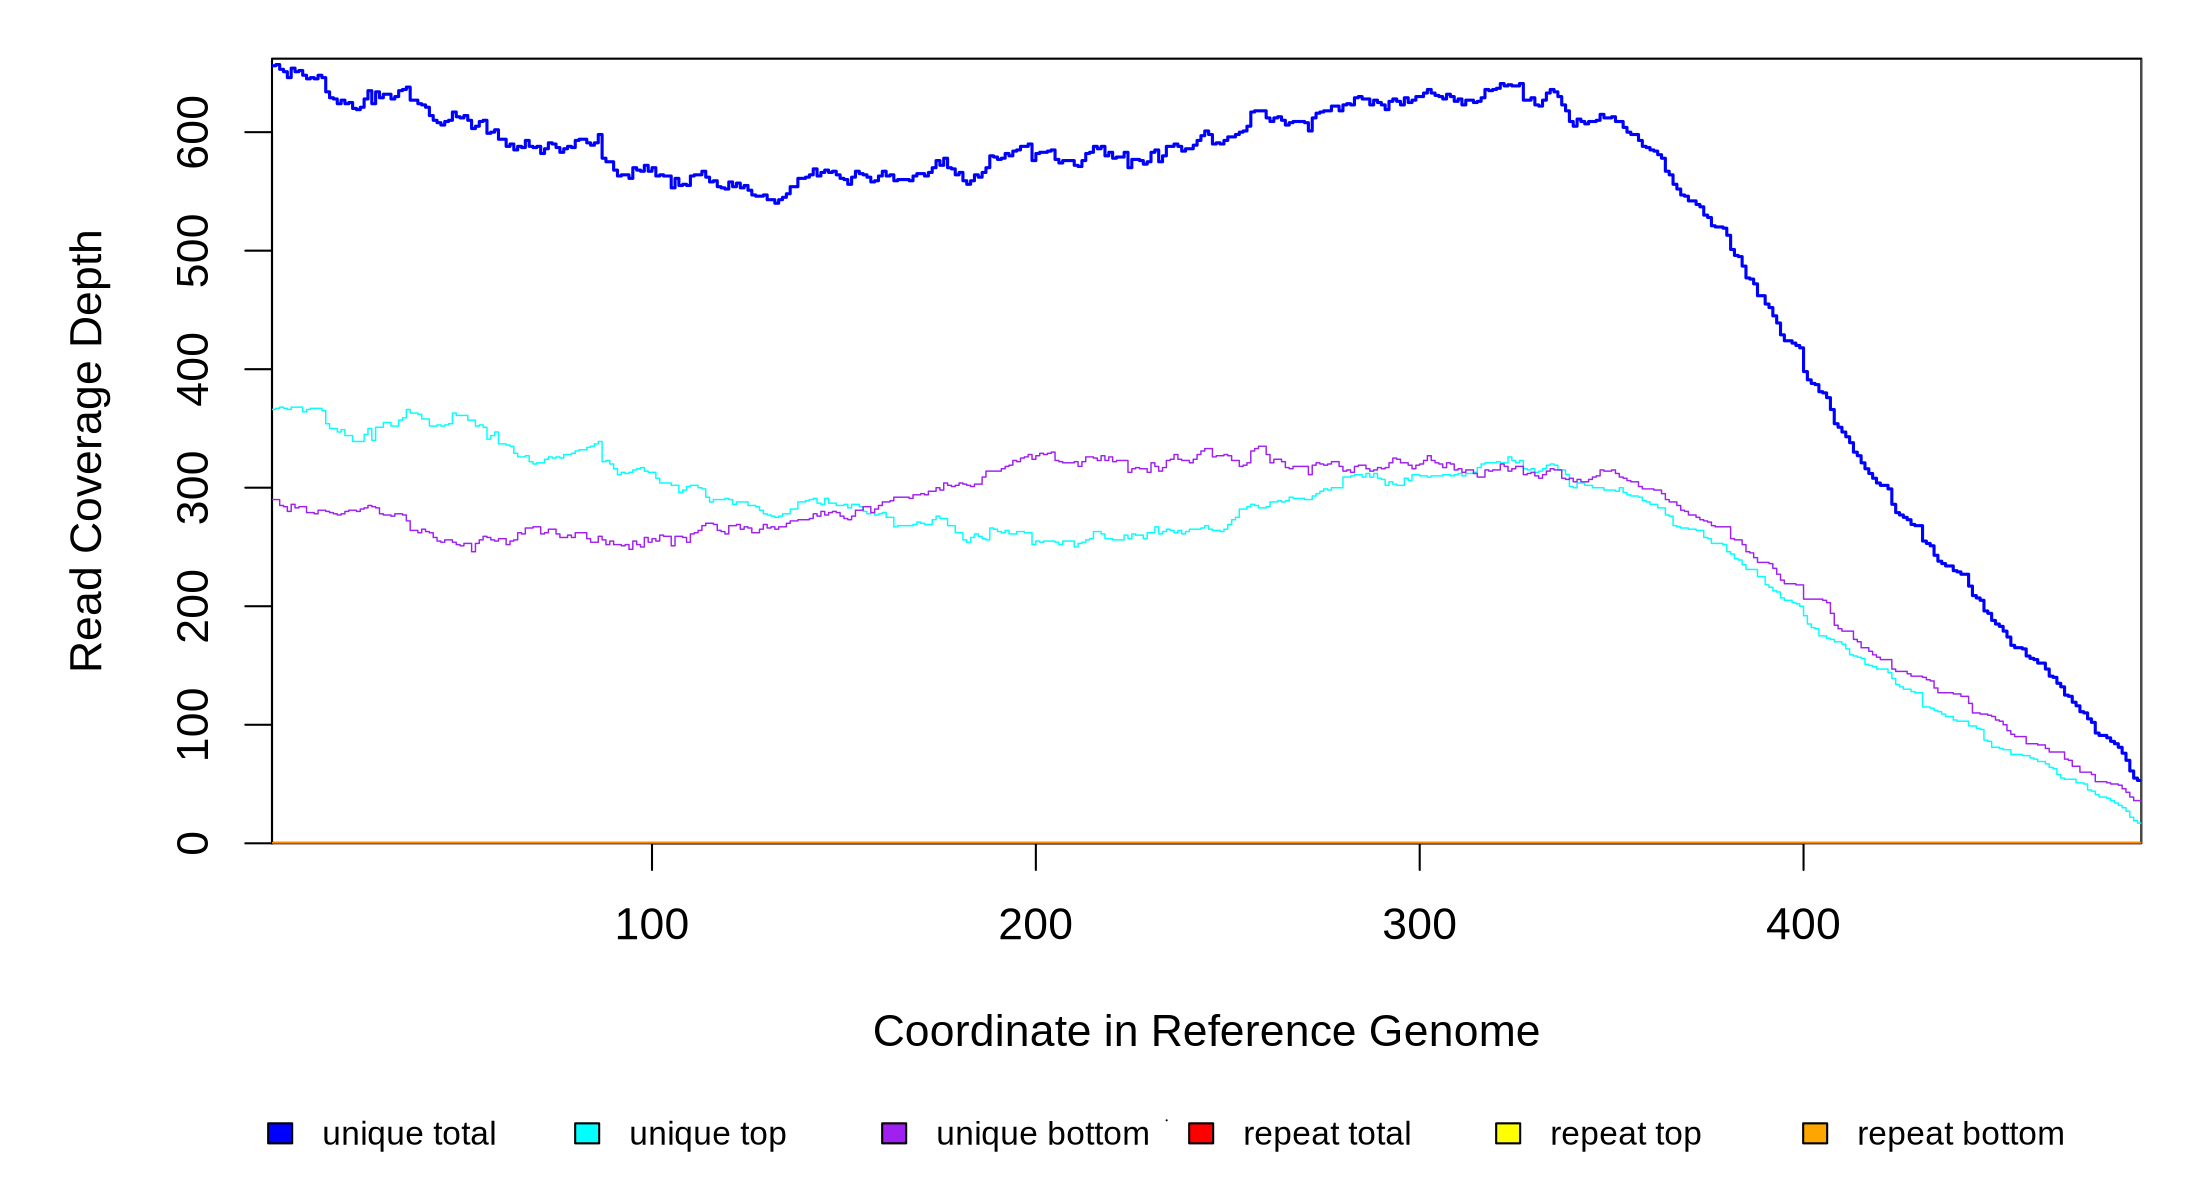 Read Coverage Depth
600
500
400
300
200
100
0
100 200 300 400
Coordinate in Reference Genome
unique total unique top unique bottom repeat total repeat top repeat bottom